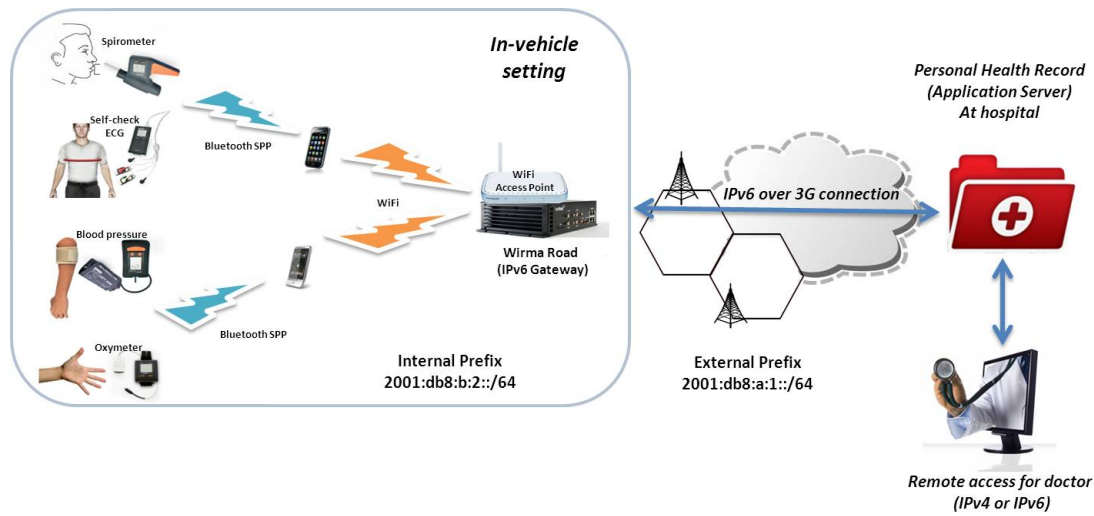 Spirometer
In-vehicle
setting
Self-check
ECG
Bluetooth SPP
WiFi
WiFi
Access Point
Wirma Road
(IPv6 Gateway)
Blood pressure
Bluetooth SPP
Oxymeter
Internal Prefix
2001:db8:b:2::/64
IPv6 over 3G connection
External Prefix
2001:db8:a:1::/64
Personal Health Record
(Application Server)
At hospital
Remote access for doctor
(IPv4 or IPv6)